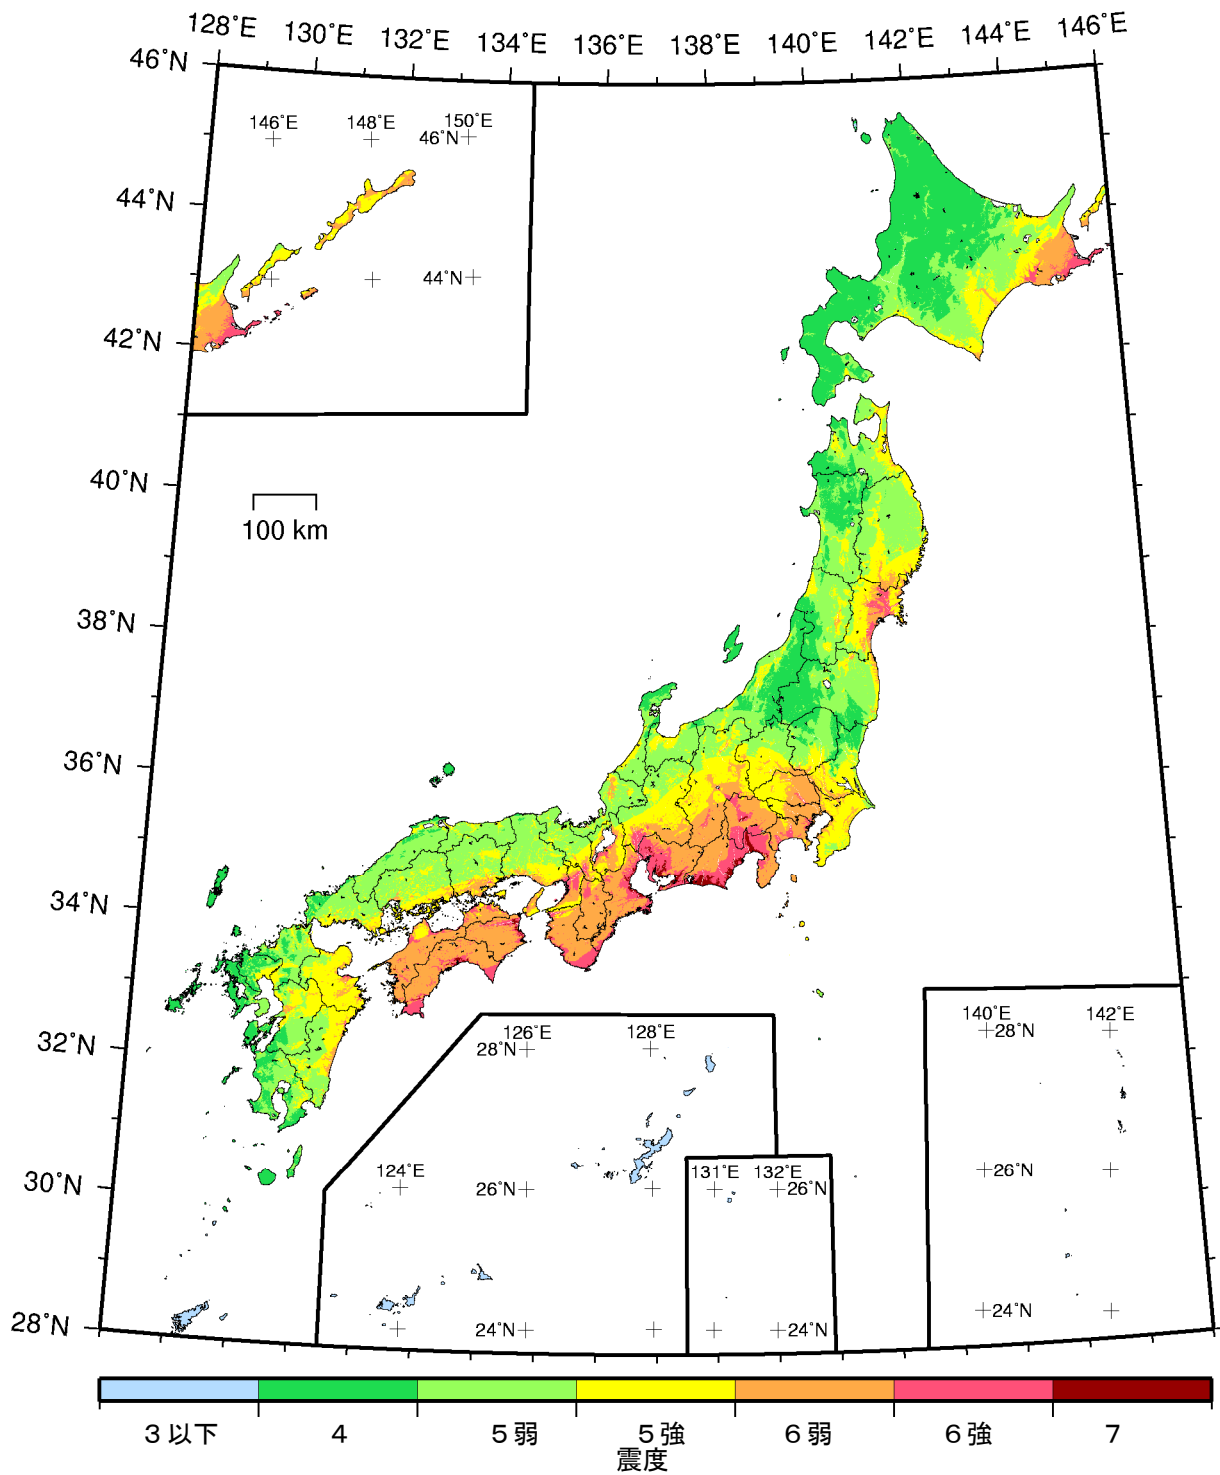 128°E 130°E 132°E 134°E 136°E 138°E 140°E 142°E 144°E 146°E
46°N
146°E 148°E 150°E
46°N
44°N
44°N
42°N
40°N
100 km
38°N
36°N
34°N
32°N
126°E 128°E
28°N
140°E 142°E
28°N
30°N
124°E
26°N
131°E 132°E
26°N
26°N
28°N
24°N
24°N
24°N
3以下 4 5弱 5強 6弱 6強 7
震度